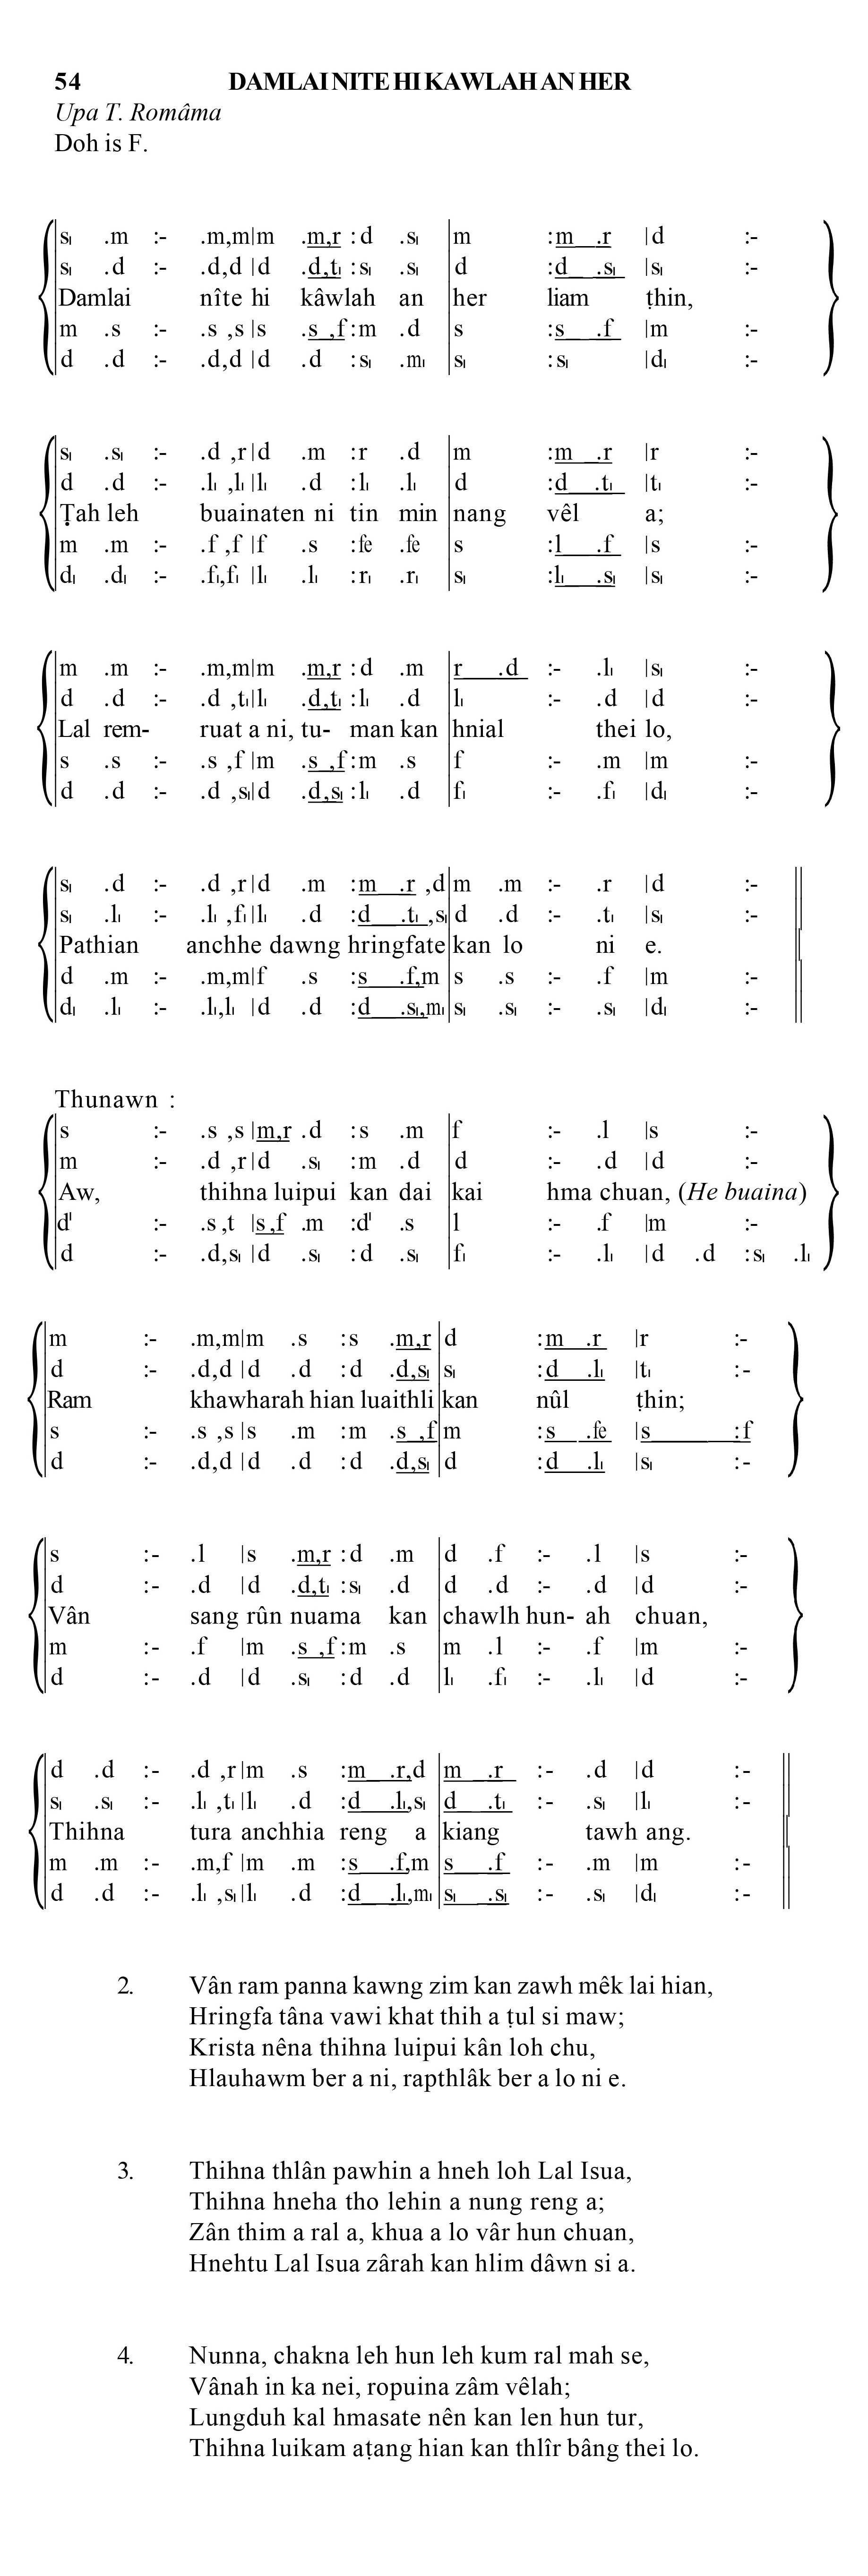 54 DAMLAI NITE HI KAWLAH AN HER
Upa T. Româma
Doh is F.
s₁ .m :- .m,m|m .m,r :d .s₁ |m :m .r |d :-
s₁ .d :- .d,d |d .d,t₁ :s₁ .s₁ |d :d .s₁ |s₁ :-
Damlai nîte hi kâwlah an her liam ṭhin,
m .s :- .s ,s |s .s ,f :m .d |s :s .f |m :-
d .d :- .d,d |d .d :s₁ .m₁ |s₁ :s₁ |d₁ :-
s₁ .s₁ :- .d ,r |d .m :r .d |m :m .r |r :-
d .d :- .l₁ ,l₁ |l₁ .d :l₁ .l₁ |d :d .t₁ |t₁ :-
Ṭah leh buainaten ni tin min nang vêl a;
m .m :- .f ,f |f .s :fe .fe |s :l .f |s :-
d₁ .d₁ :- .f₁,f₁ |l₁ .l₁ :r₁ .r₁ |s₁ :l₁ .s₁ |s₁ :-
m .m :- .m,m|m .m,r :d .m |r .d :- .l₁ |s₁ :-
d .d :- .d ,t₁|l₁ .d,t₁ :l₁ .d |l₁ :- .d |d :-
Lal rem- ruat a ni, tu- man kan hnial thei lo,
s .s :- .s ,f |m .s ,f :m .s |f :- .m |m :-
d .d :- .d ,s₁|d .d,s₁ :l₁ .d |f₁ :- .f₁ |d₁ :-
s₁ .d :- .d ,r |d .m :m .r ,d|m .m :- .r |d :-
s₁ .l₁ :- .l₁ ,f₁|l₁ .d :d .t₁ ,s₁|d .d :- .t₁ |s₁ :-
Pathian anchhe dawng hringfate kan lo ni e.
d .m :- .m,m|f .s :s .f,m |s .s :- .f |m :-
d₁ .l₁ :- .l₁,l₁ |d .d :d .s₁,m₁|s₁ .s₁ :- .s₁ |d₁ :-
Thunawn :
s :- .s ,s |m,r .d :s .m |f :- .l |s :-
m :- .d ,r |d .s₁ :m .d |d :- .d |d :-
Aw, thihna luipui kan dai kai hma chuan, (He buaina)
d' :- .s ,t |s ,f .m :d' .s |l :- .f |m :-
d :- .d,s₁ |d .s₁ :d .s₁ |f₁ :- .l₁ |d .d :s₁ .l₁
m :- .m,m|m .s :s .m,r |d :m .r |r :-
d :- .d,d |d .d :d .d,s₁ |s₁ :d .l₁ |t₁ :-
Ram khawharah hian luaithli kan nûl ṭhin;
s :- .s ,s |s .m :m .s ,f |m :s .fe |s :f
d :- .d,d |d .d :d .d,s₁ |d :d .l₁ |s₁ :-
s :- .l |s .m,r :d .m |d .f :- .l |s :-
d :- .d |d .d,t₁ :s₁ .d |d .d :- .d |d :-
Vân sang rûn nuama kan chawlh hun- ah chuan,
m :- .f |m .s ,f :m .s |m .l :- .f |m :-
d :- .d |d .s₁ :d .d |l₁ .f₁ :- .l₁ |d :-
d .d :- .d ,r |m .s :m .r,d |m .r :- .d |d :-
s₁ .s₁ :- .l₁ ,t₁ |l₁ .d :d .l₁,s₁ |d .t₁ :- .s₁ |l₁ :-
Thihna tura anchhia reng a kiang tawh ang.
m .m :- .m,f |m .m :s .f,m |s .f :- .m |m :-
d .d :- .l₁ ,s₁ |l₁ .d :d .l₁,m₁ |s₁ .s₁ :- .s₁ |d₁ :-
2. Vân ram panna kawng zim kan zawh mêk lai hian,
Hringfa tâna vawi khat thih a ṭul si maw;
Krista nêna thihna luipui kân loh chu,
Hlauhawm ber a ni, rapthlâk ber a lo ni e.
3. Thihna thlân pawhin a hneh loh Lal Isua,
Thihna hneha tho lehin a nung reng a;
Zân thim a ral a, khua a lo vâr hun chuan,
Hnehtu Lal Isua zârah kan hlim dâwn si a.
4. Nunna, chakna leh hun leh kum ral mah se,
Vânah in ka nei, ropuina zâm vêlah;
Lungduh kal hmasate nên kan len hun tur,
Thihna luikam aṭang hian kan thlîr bâng thei lo.